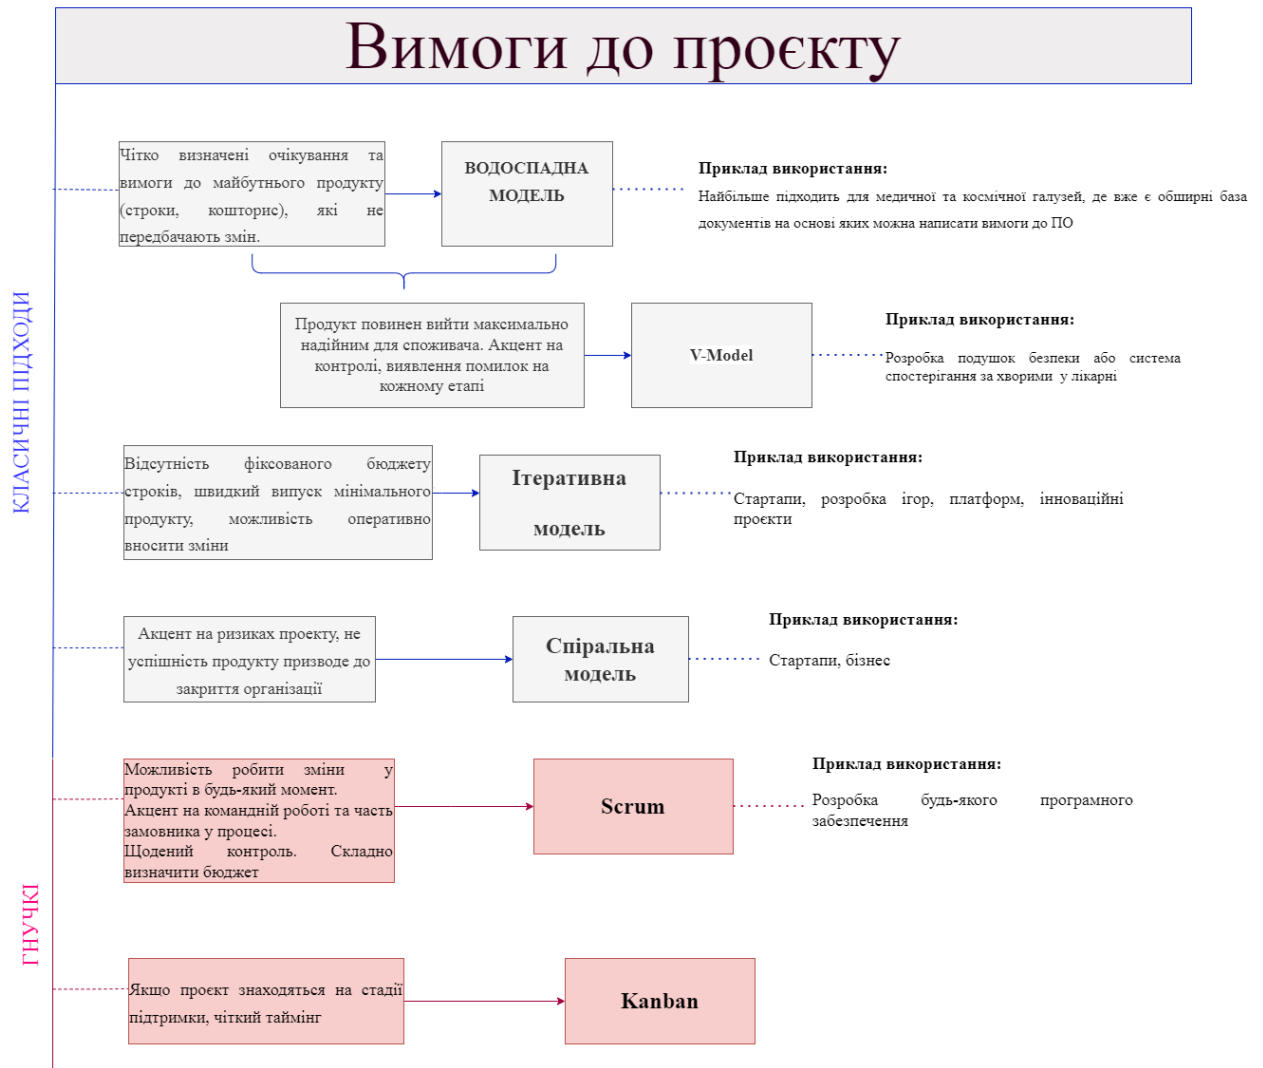 Вимоги до проєкту
КЛАСИЧНІ ПІДХОДИ
Чітко визначені очікування та
вимоги до майбутнього продукту
(строки, кошторис), які не
передбачають змін.
ВОДОСПАДНА
МОДЕЛЬ
Приклад використання:
Найбільше підходить для медичної та космічної галузей, де вже є обширні база
документів на основі яких можна написати вимоги до ПО
Продукт повинен вийти максимально
надійним для споживача. Акцент на
контролі, виявлення помилок на
кожному етапі
V-Model
Приклад використання:
Розробка подушок безпеки або система
спостерігання за хворими у лікарні
Відсутність фіксованого бюджету
строків, швидкий випуск мінімального
продукту, можливість оперативно
вносити зміни
Ітеративна
модель
Приклад використання:
Стартапи, розробка ігор, платформ, інноваційні
проєкти
Акцент на ризиках проекту, не
успішність продукту призводе до
закриття організації
Спіральна
модель
Приклад використання:
Стартапи, бізнес
ГНУЧКІ
Можливість робити зміни у
продукті в будь-який момент.
Акцент на командній роботі та часть
замовника у процесі.
Щодений контроль. Складно
визначити бюджет
Scrum
Приклад використання:
Розробка будь-якого програмного
забезпечення
Якщо проєкт знаходяться на стадії
підтримки, чіткий таймінг
Kanban